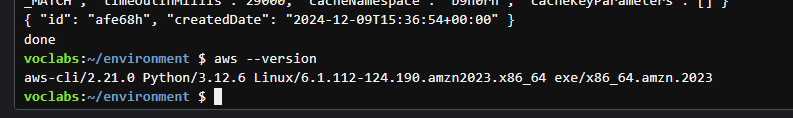 _MATCH", "timeoutInMillis": 29000, "cacheNamespace": "b9h0rh", "cacheKeyParameters": [] }
{ "id": "afe68h", "createdDate": "2024-12-09T15:36:54+00:00" }
done
voclabs:~/environment $ aws --version
aws-cli/2.21.0 Python/3.12.6 Linux/6.1.112-124.190.amzn2023.x86_64 exe/x86_64.amzn.2023
voclabs:~/environment $